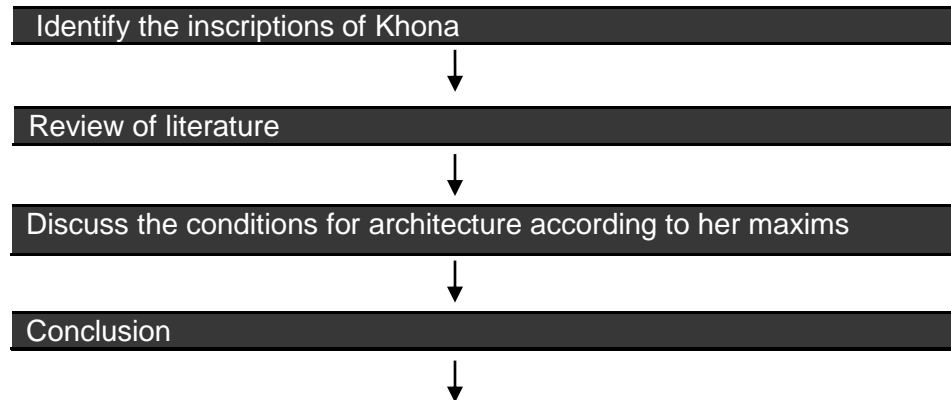 Identify the inscriptions of Khona
Review of literature
Discuss the conditions for architecture according to her maxims
Conclusion